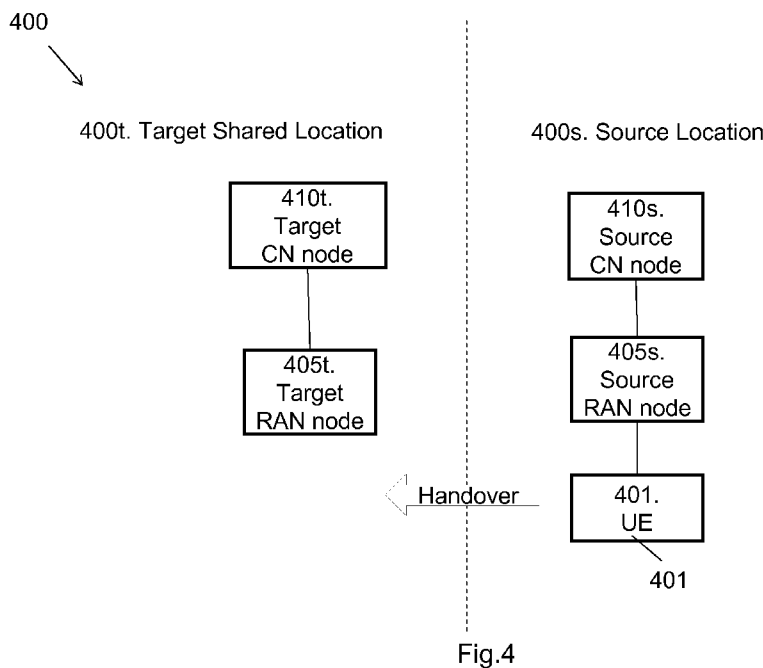 400
400t. Target Shared Location
400s. Source Location
410t.
Target
CN node
410s.
Source
CN node
405t.
Target
RAN node
405s.
Source
RAN node
Handover
401.
UE
401
Fig.4